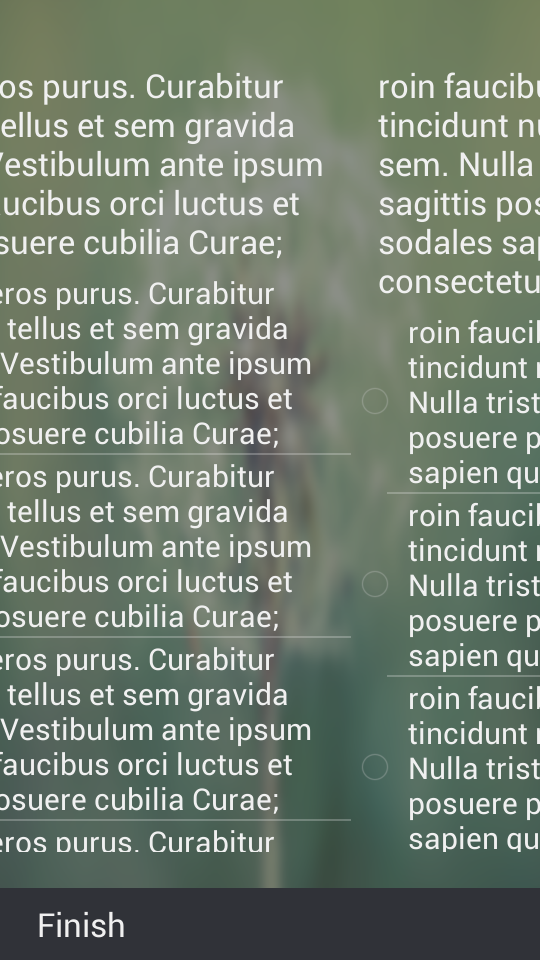 os purus. Curabitur
ellus et sem gravida
Vestibulum ante ipsum
ucibus orci luctus et
suere cubilia Curae;
eros purus. Curabitur
tellus et sem gravida
Vestibulum ante ipsum
faucibus orci luctus et
osuere cubilia Curae;
eros purus. Curabitur
tellus et sem gravida
Vestibulum ante ipsum
faucibus orci luctus et
osuere cubilia Curae;
eros purus. Curabitur
tellus et sem gravida
Vestibulum ante ipsum
faucibus orci luctus et
osuere cubilia Curae;
eros purus. Curabitur
roin faucibu
tincidunt nu
sem. Nulla
sagittis pos
sodales sap
consectetu
roin faucib
tincidunt n
Nulla trist
posuere p
sapien qu
roin faucib
tincidunt n
Nulla trist
posuere p
sapien qu
roin faucib
tincidunt n
Nulla trist
posuere p
sapien qu
Finish